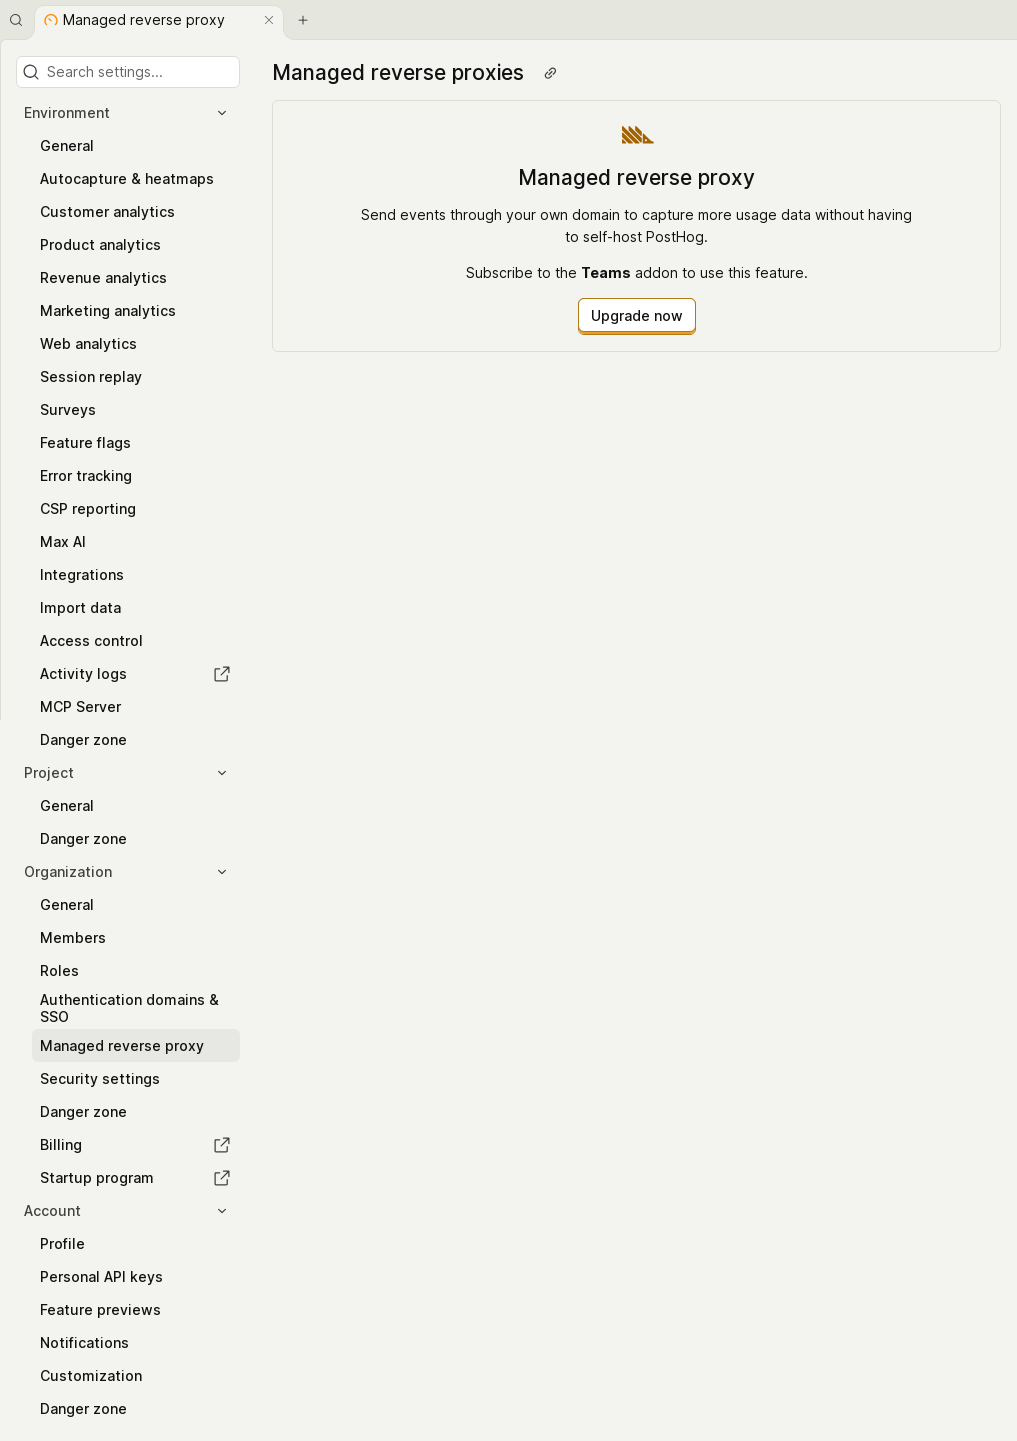 Managed reverse proxy
Search settings...
Environment
General
Autocapture & heatmaps
Customer analytics
Product analytics
Revenue analytics
Marketing analytics
Web analytics
Session replay
Surveys
Feature flags
Error tracking
CSP reporting
Max AI
Integrations
Import data
Access control
Activity logs
MCP Server
Danger zone
Project
General
Danger zone
Organization
General
Members
Roles
Authentication domains &
SSO
Managed reverse proxy
Security settings
Danger zone
Billing
Startup program
Account
Profile
Personal API keys
Feature previews
Notifications
Customization
Danger zone
Managed reverse proxies
Managed reverse proxy
Send events through your own domain to capture more usage data without having
to self-host PostHog.
Subscribe to the Teams addon to use this feature.
Upgrade now